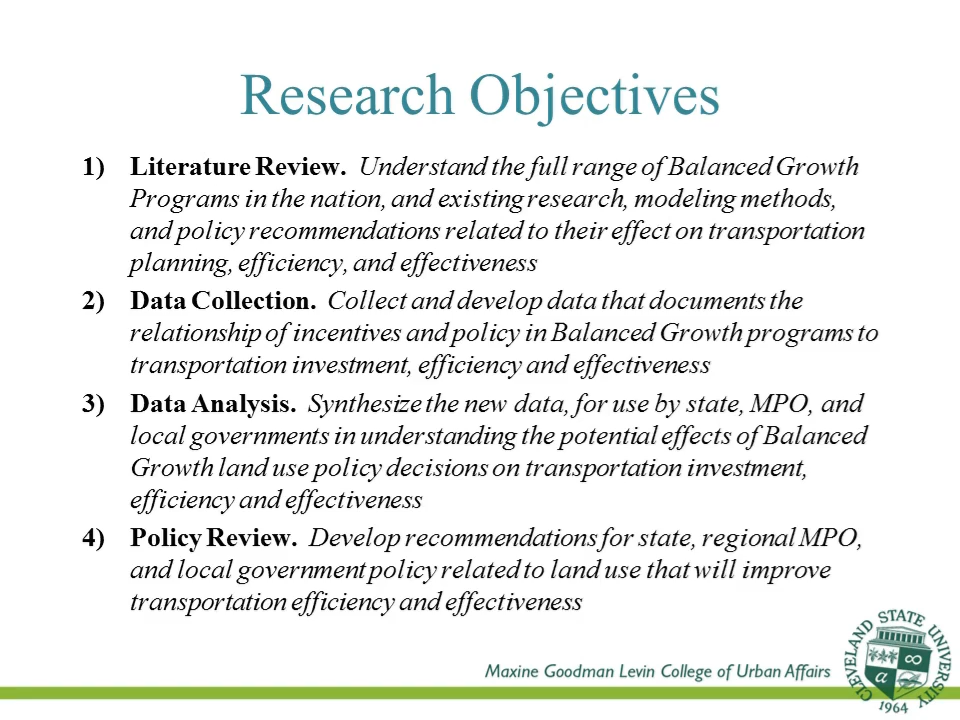 Research Objectives
1) Literature Review. Understand the full range of Balanced Growth
Programs in the nation, and existing research, modeling methods,
and policy recommendations related to their effect on transportation
planning, efficiency, and effectiveness
2) Data Collection. Collect and develop data that documents the
relationship of incentives and policy in Balanced Growth programs to
transportation investment, efficiency and effectiveness
3) Data Analysis. Synthesize the new data, for use by state, MPO, and
local governments in understanding the potential effects of Balanced
Growth land use policy decisions on transportation investment,
efficiency and effectiveness
4) Policy Review. Develop recommendations for state, regional MPO,
and local government policy related to land use that will improve
transportation efficiency and effectiveness
Maxine Goodman Levin College of Urban Affairs
CLEVELAND STATE UNIVERSITY
α ∞
1964